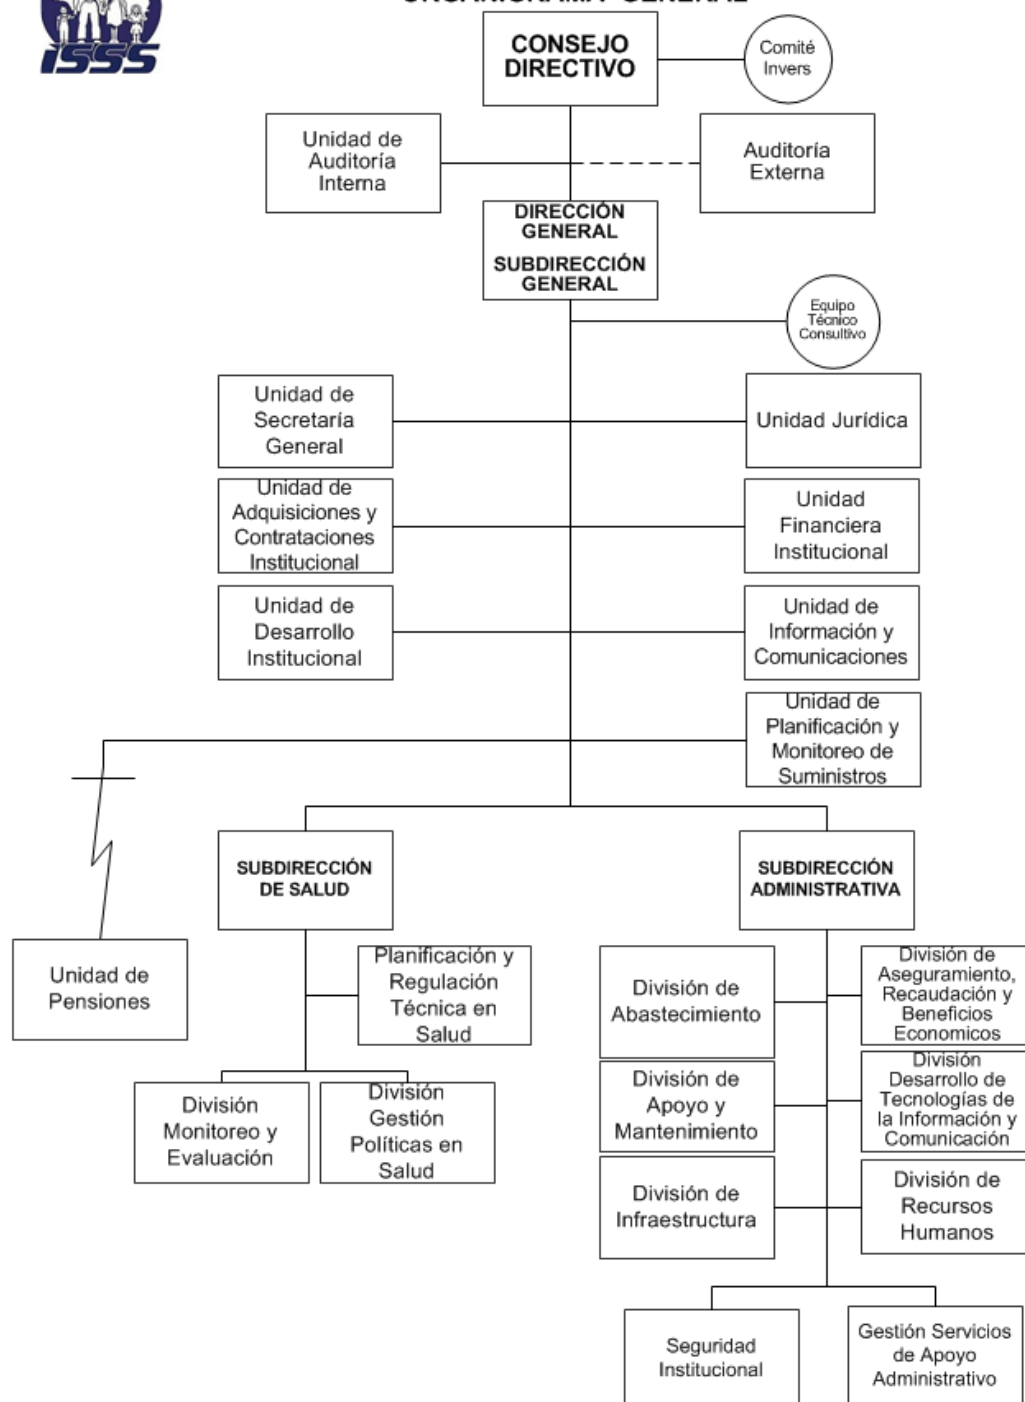 ORGANIGRAMA GENERAL
ISSS
CONSEJO
DIRECTIVO
Comité
Invers
Unidad de
Auditoría
Interna
Auditoría
Externa
DIRECCIÓN
GENERAL
SUBDIRECCIÓN
GENERAL
Equipo
Técnico
Consultivo
Unidad de
Secretaría
General
Unidad Jurídica
Unidad de
Adquisiciones y
Contrataciones
Institucional
Unidad
Financiera
Institucional
Unidad de
Desarrollo
Institucional
Unidad de
Información y
Comunicaciones
Unidad de
Planificación y
Monitoreo de
Suministros
SUBDIRECCIÓN
DE SALUD
SUBDIRECCIÓN
ADMINISTRATIVA
Unidad de
Pensiones
Planificación y
Regulación
Técnica en
Salud
División de
Abastecimiento
División de
Aseguramiento,
Recaudación y
Beneficios
Economicos
División
Monitoreo y
Evaluación
División
Gestión
Políticas en
Salud
División de
Apoyo y
Mantenimiento
División
Desarrollo de
Tecnologías de
la Información y
Comunicación
División de
Infraestructura
División de
Recursos
Humanos
Seguridad
Institucional
Gestión Servicios
de Apoyo
Administrativo